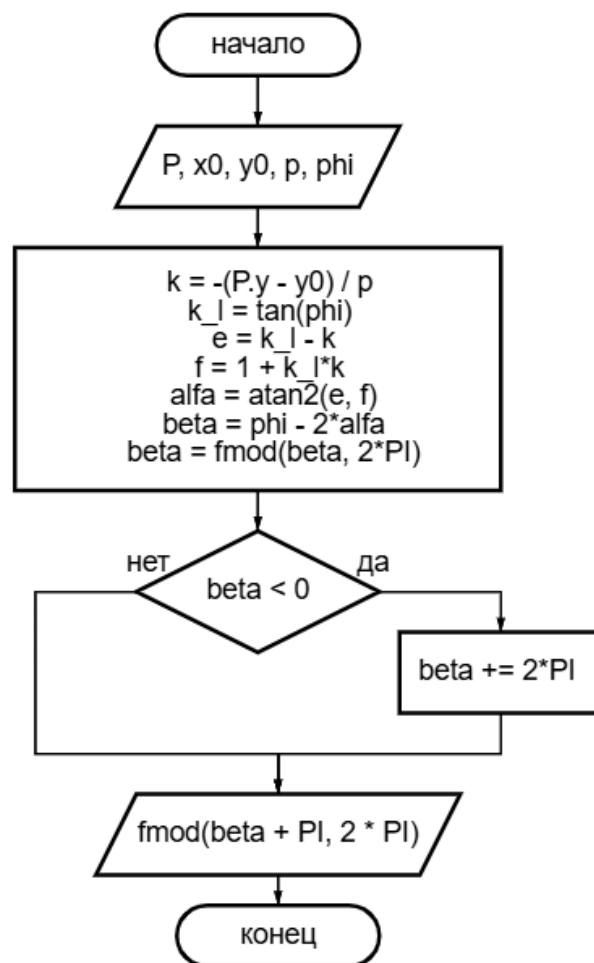 начало
P, x0, y0, p, phi
k = -(P.y - y0) / p
k_l = tan(phi)
e = k_l - k
f = 1 + k_l*k
alfa = atan2(e, f)
beta = phi - 2*alfa
beta = fmod(beta, 2*PI)
нет
да
beta < 0
beta += 2*PI
fmod(beta + PI, 2 * PI)
конец